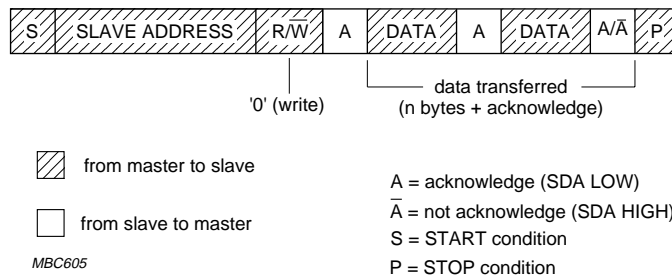 S SLAVE ADDRESS R/W̅ A DATA A DATA A/A̅ P
'0' (write)
data transferred
(n bytes + acknowledge)
from master to slave
from slave to master
A = acknowledge (SDA LOW)
A̅ = not acknowledge (SDA HIGH)
S = START condition
P = STOP condition
MBC605